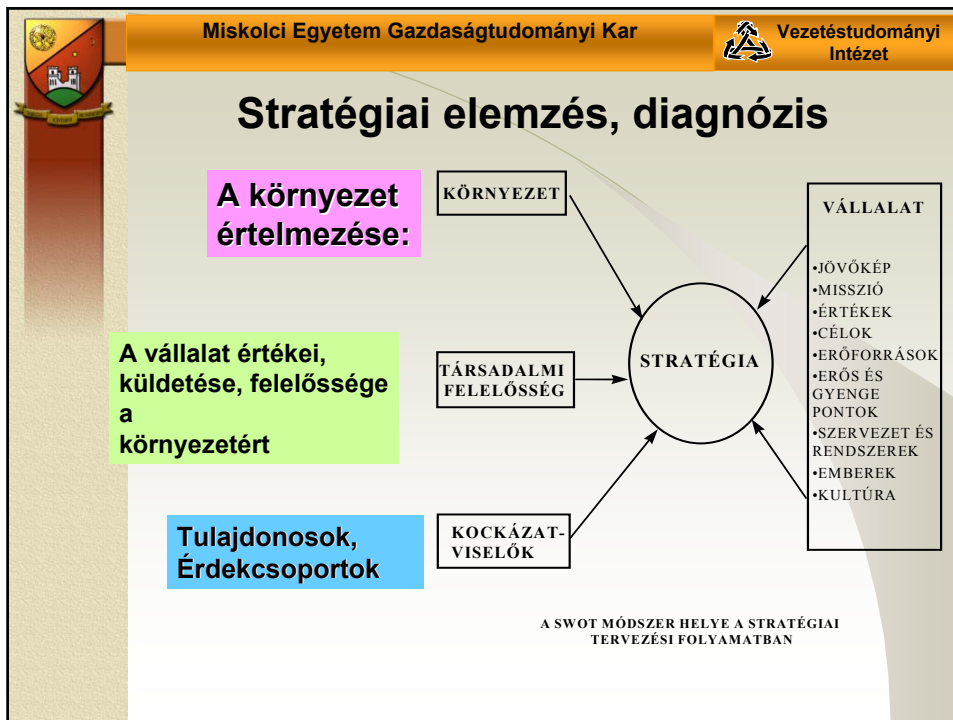 Miskolci Egyetem Gazdaságtudományi Kar
Vezetéstudományi
Intézet
Stratégiai elemzés, diagnózis
A környezet
értelmezése:
KÖRNYEZET
A vállalat értékei,
küldetése, felelőssége
a
környezetért
TÁRSADALMI
FELELŐSSÉG
Tulajdonosok,
Érdekcsoportok
KOCKÁZAT-
VISELŐK
STRATÉGIA
VÁLLALAT
•JÖVŐKÉP
•MISSZIÓ
•ÉRTÉKEK
•CÉLOK
•ERŐFORRÁSOK
•ERŐS ÉS
GYENGE
PONTOK
•SZERVEZET ÉS
RENDSZEREK
•EMBEREK
•KULTÚRA
A SWOT MÓDSZER HELYE A STRATÉGIAI
TERVEZÉSI FOLYAMATBAN